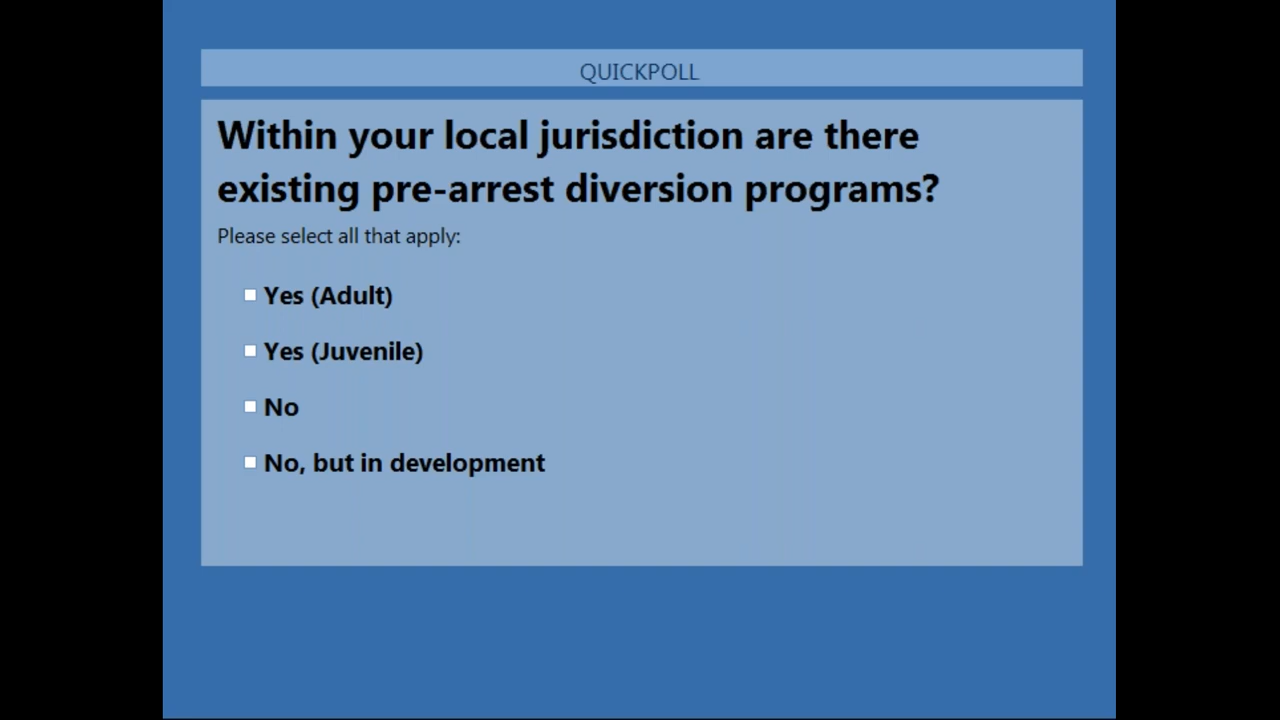 QUICKPOLL
Within your local jurisdiction are there
existing pre-arrest diversion programs?
Please select all that apply:
Yes (Adult)
Yes (Juvenile)
No
No, but in development